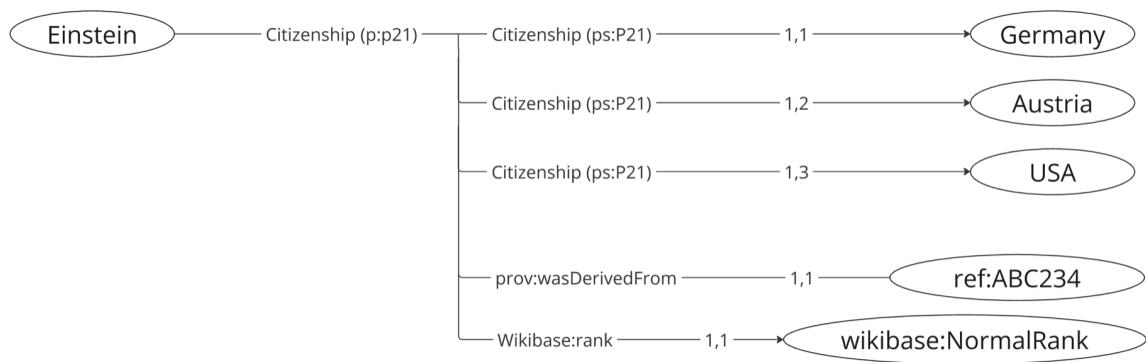 Einstein Citizenship (p:p21) Citizenship (ps:P21) 1,1 Germany
Citizenship (ps:P21) 1,2 Austria
Citizenship (ps:P21) 1,3 USA
prov:wasDerivedFrom 1,1 ref:ABC234
Wikibase:rank 1,1 wikibase:NormalRank